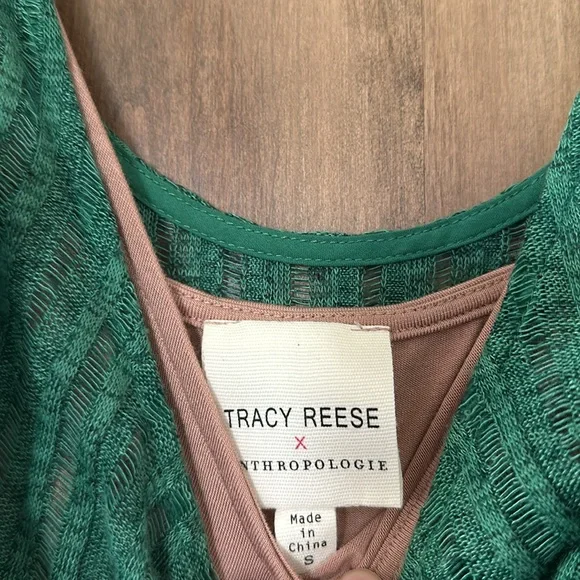 TRACY REESE
X
NTHROPOLOGIE
Made
in
China
S